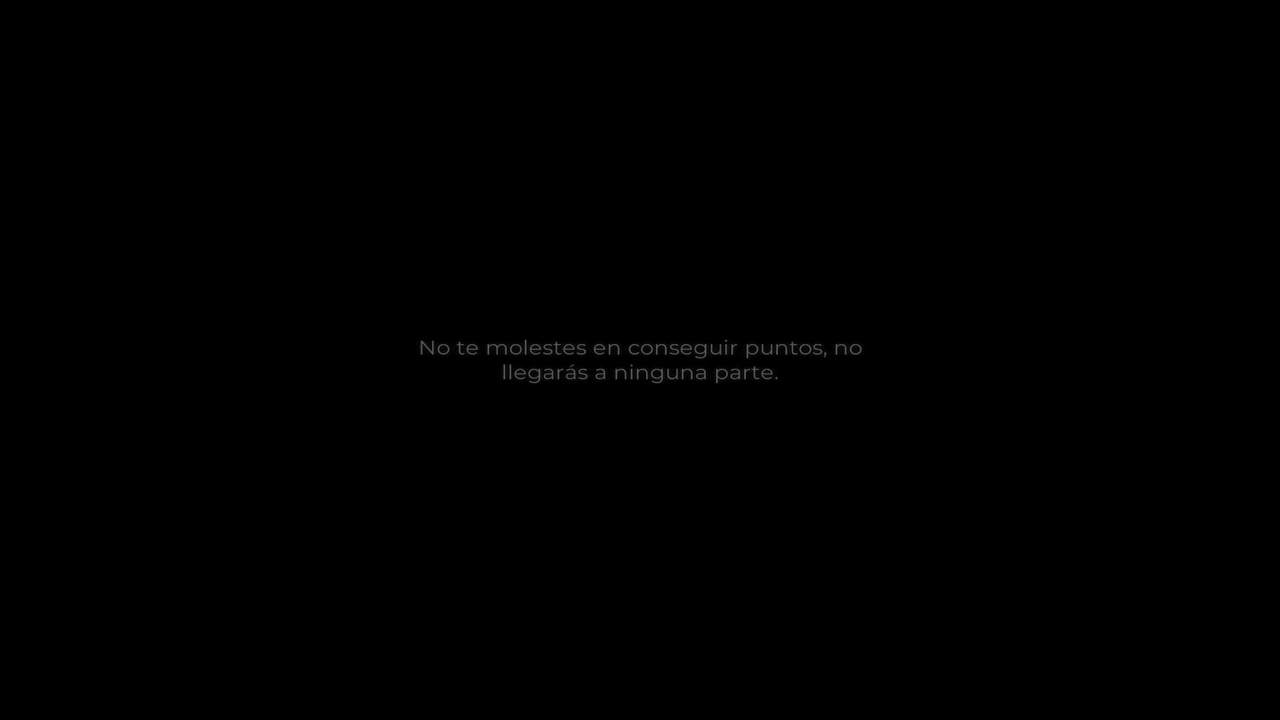 No te molestes en conseguir puntos, no
llegarás a ninguna parte.